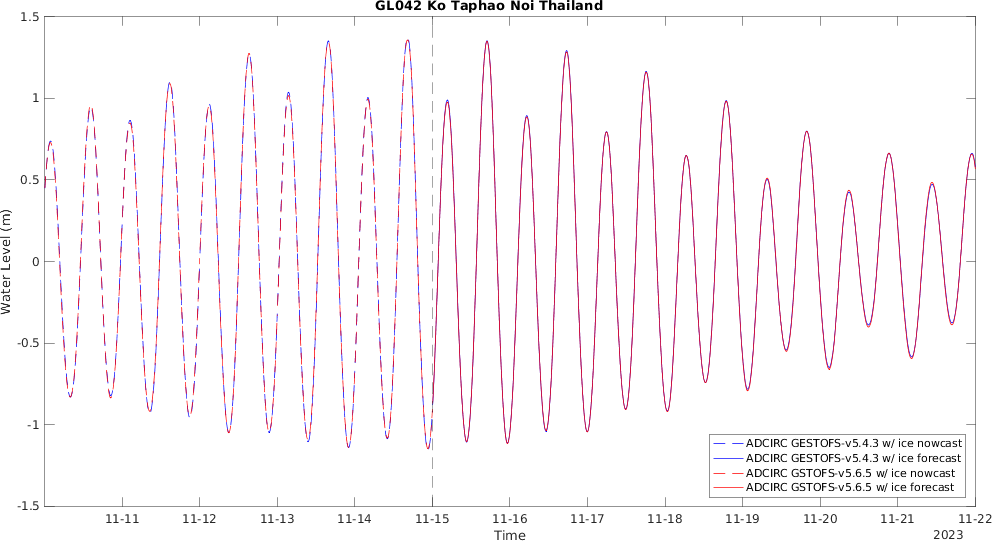 GL042 Ko Taphao Noi Thailand
1.5
1
0.5
0
-0.5
-1
-1.5
Water Level (m)
11-11
11-12
11-13
11-14
11-15
11-16
11-17
11-18
11-19
11-20
11-21
11-22
Time
2023
ADCIRC GESTOFS-v5.4.3 w/ ice nowcast
ADCIRC GESTOFS-v5.4.3 w/ ice forecast
ADCIRC GSTOFS-v5.6.5 w/ ice nowcast
ADCIRC GSTOFS-v5.6.5 w/ ice forecast